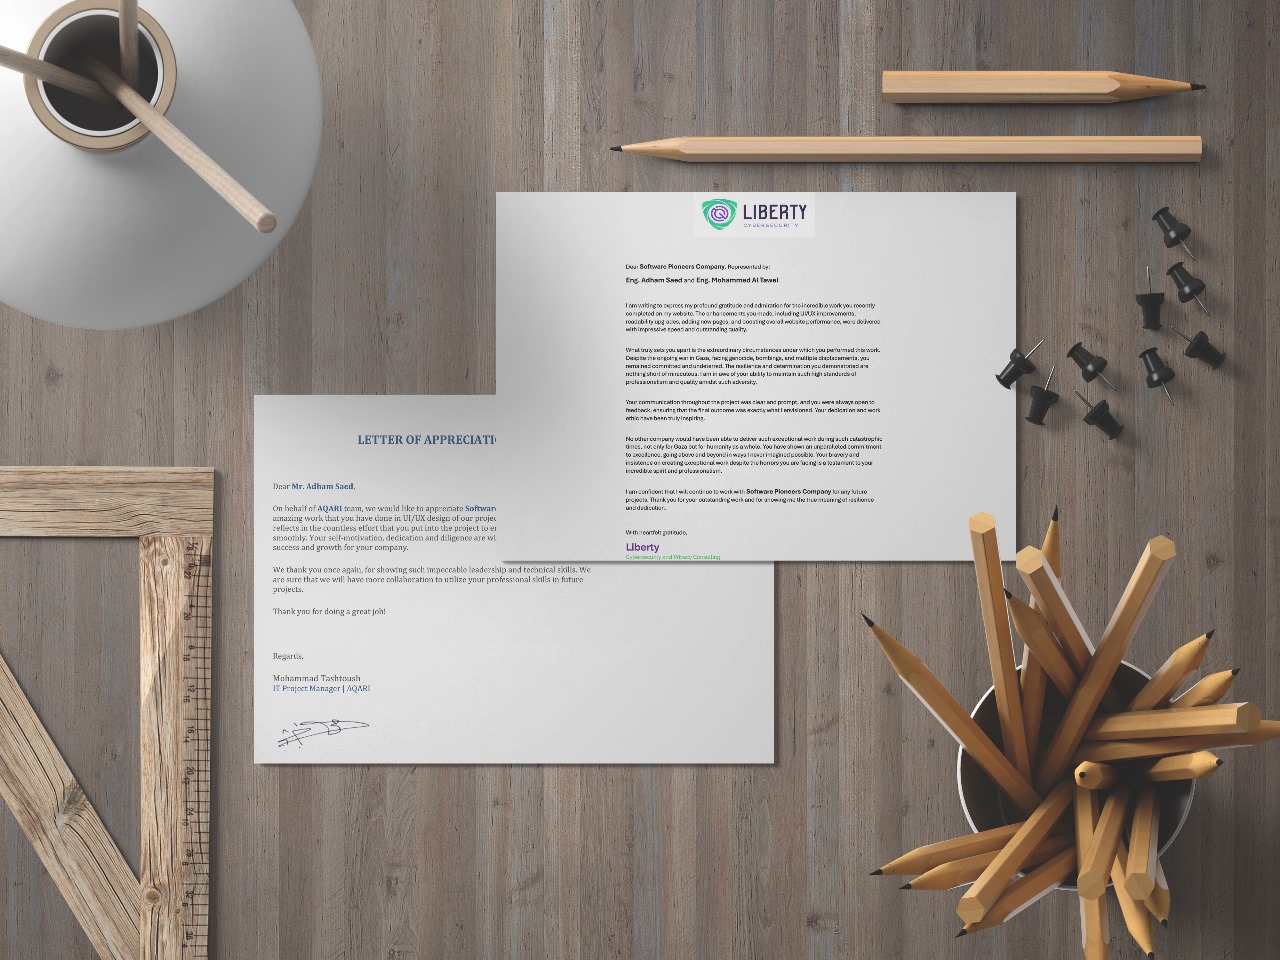 LIBERTY
CYBERSECURITY
Dear Software Pioneers Company, Represented by:
Eng. Adham Saed and Eng. Mohammed Al Tawel
I am writing to express my profound gratitude and admiration for the incredible work you recently
completed on my website. The enhancements you made, including UI/UX improvements,
readability upgrades, adding new pages, and boosting overall website performance, were delivered
with impressive speed and outstanding quality.
What truly sets you apart is the extraordinary circumstances under which you performed this work.
Despite the ongoing war in Gaza, facing genocide, bombings, and multiple displacements, you
remained committed and undeterred. The resilience and determination you demonstrated are
nothing short of miraculous. I am in awe of your ability to maintain such high standards of
professionalism and quality amidst such adversity.
Your communication throughout the project was clear and prompt, and you were always open to
feedback, ensuring that the final outcome was exactly what I envisioned. Your dedication and work
ethic have been truly inspiring.
No other company would have been able to deliver such exceptional work during such catastrophic
times, not only for Gaza but for humanity as a whole. You have shown an unparalleled commitment
to excellence, going above and beyond in ways I never imagined possible. Your bravery and
insistence on creating exceptional work despite the horrors you are facing is a testament to your
incredible spirit and professionalism.
I am confident that I will continue to work with Software Pioneers Company for any future
projects. Thank you for your outstanding work and for showing me the true meaning of resilience
and dedication.
With heartfelt gratitude,
Liberty
Cybersecurity and Privacy Consulting
LETTER OF APPRECIATI
Dear Mr. Adham Saed,
On behalf of AQARI team, we would like to appreciate Software
amazing work that you have done in UI/UX design of our projec
reflects in the countless effort that you put into the project to en
smoothly. Your self-motivation, dedication and diligence are wi
success and growth for your company.
We thank you once again, for showing such impeccable leadership and technical skills. We
are sure that we will have more collaboration to utilize your professional skills in future
projects.
Thank you for doing a great job!
Regards,
Mohammad Tashtoush
IT Project Manager | AQARI